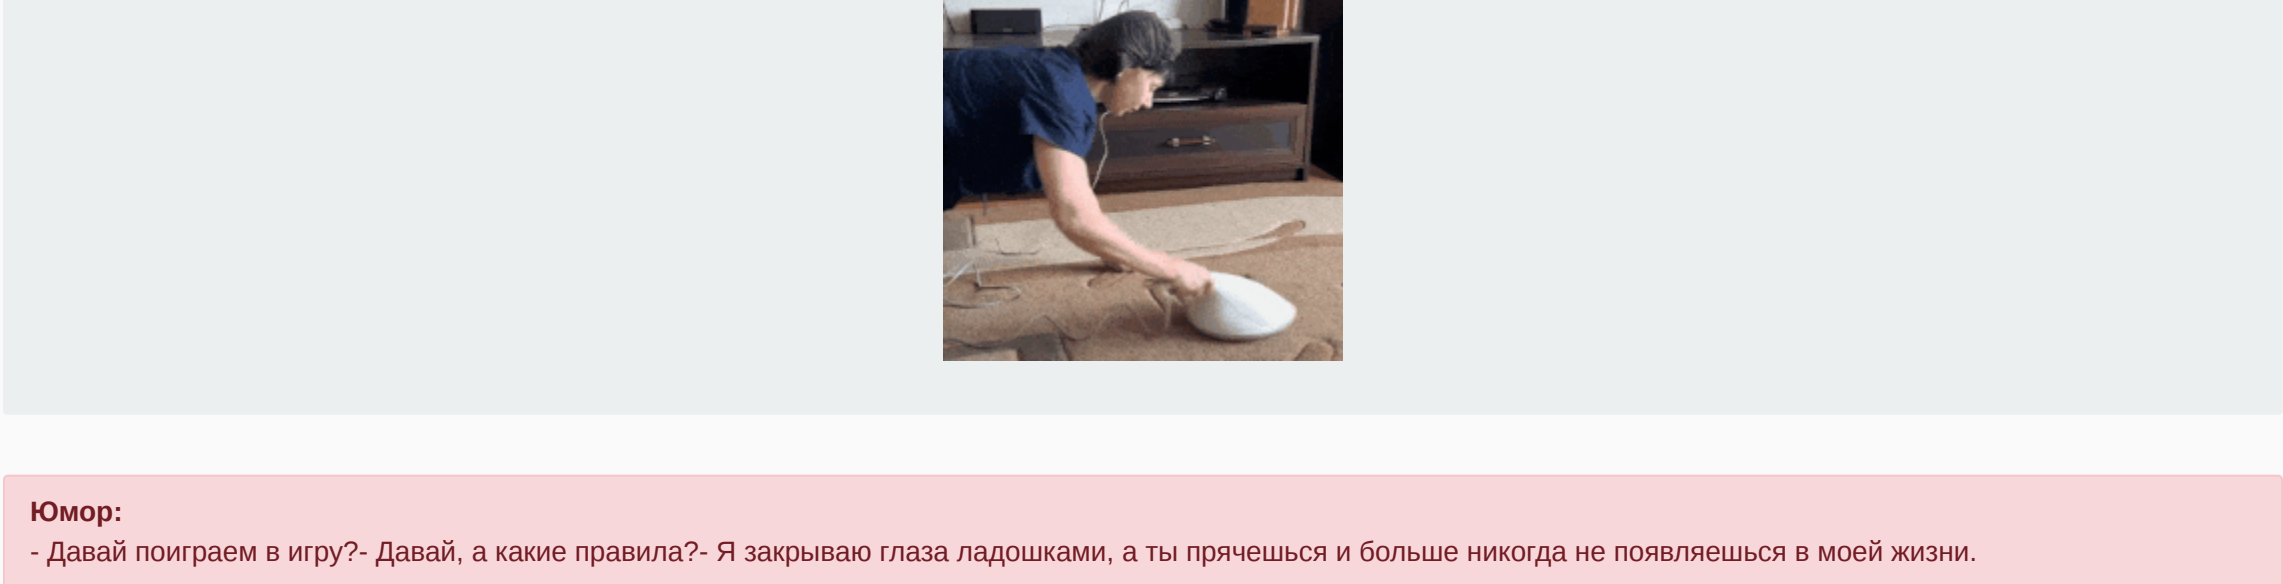 Юмор:
- Давай поиграем в игру?- Давай, а какие правила?- Я закрываю глаза ладошками, а ты прячешься и больше никогда не появляешься в моей жизни.